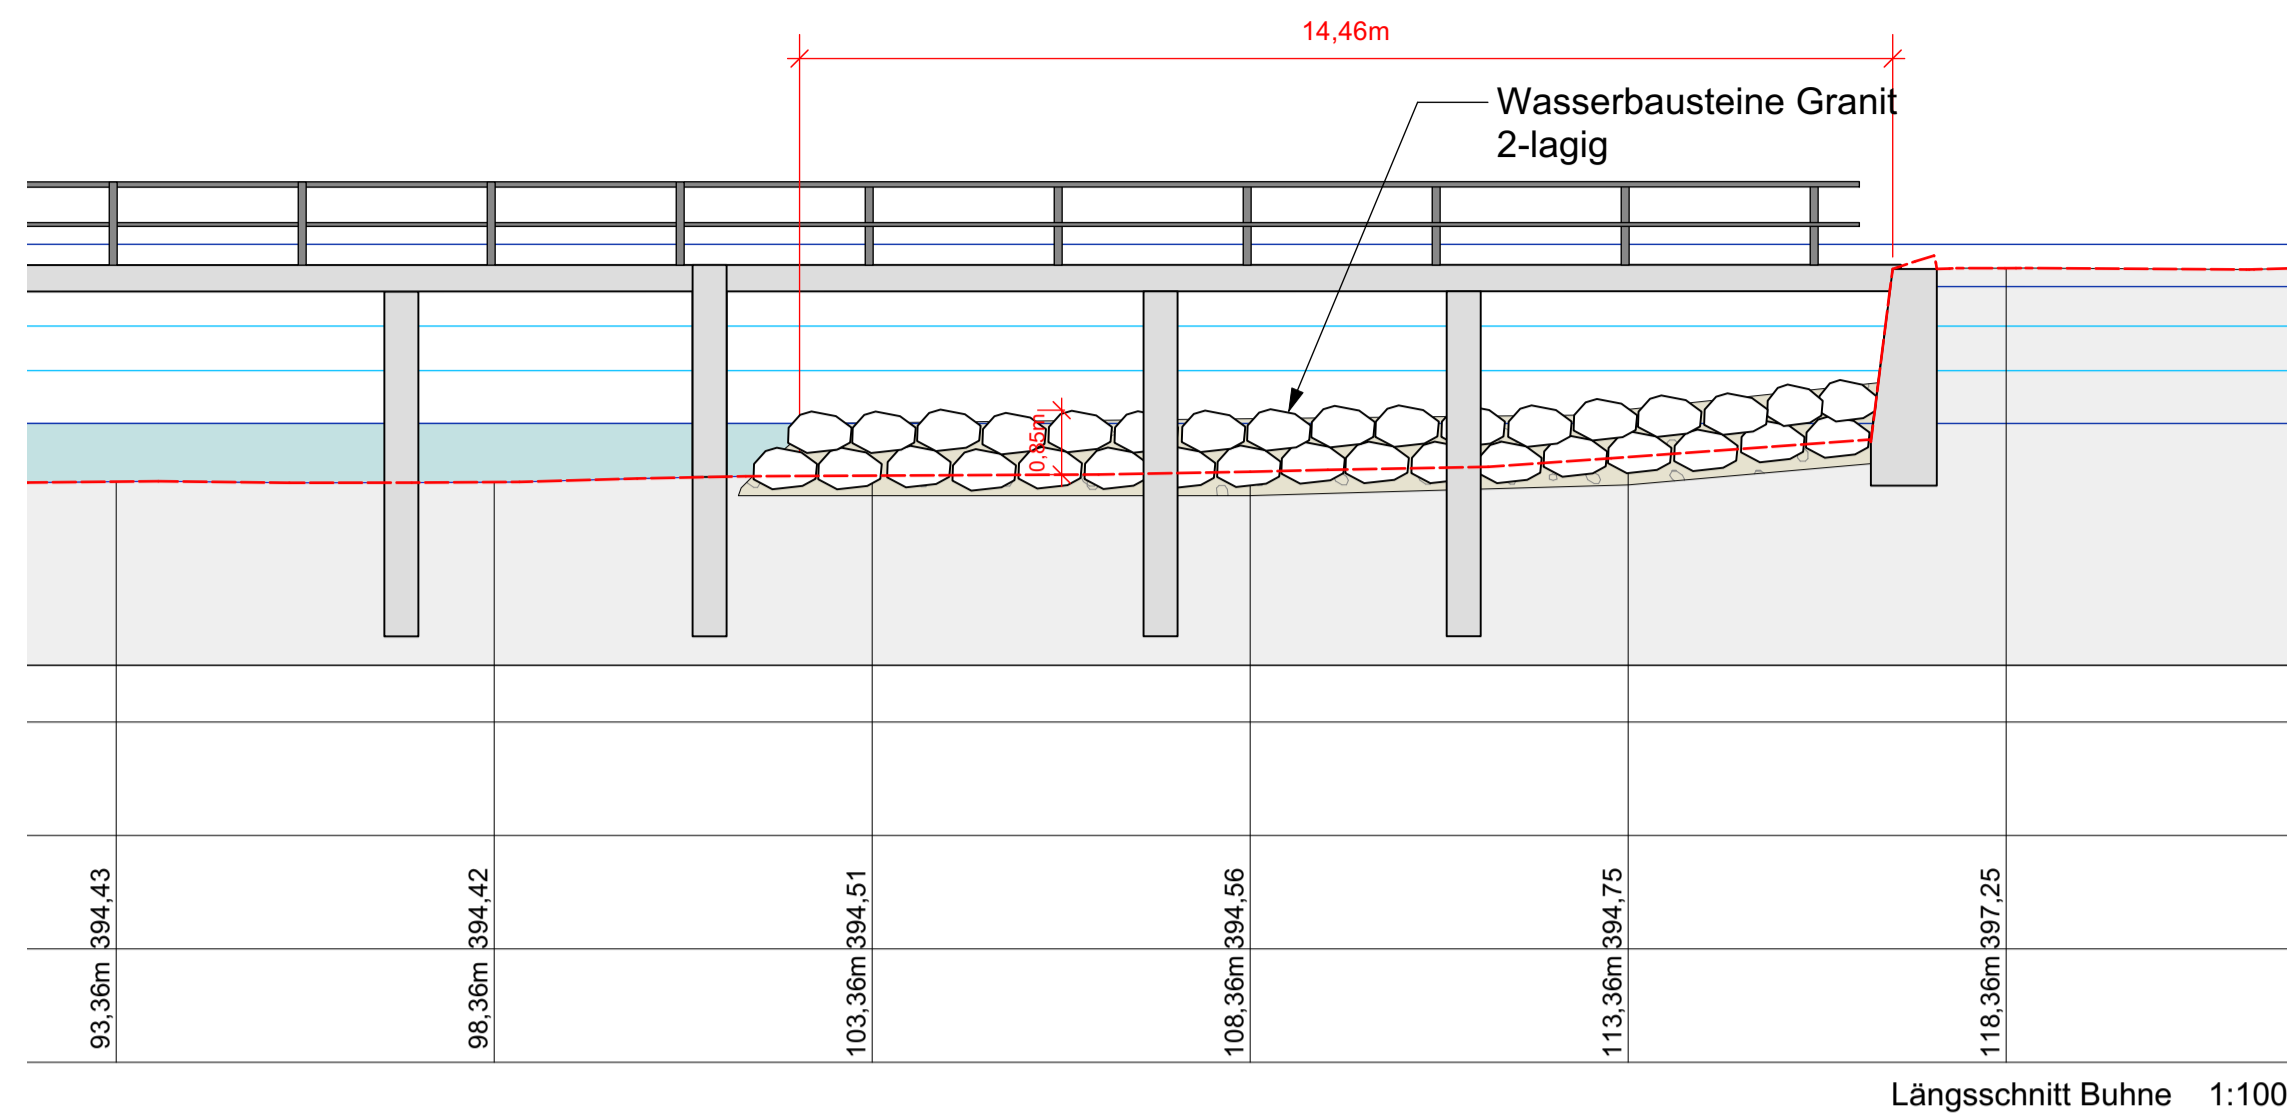 14,46m
Wasserbausteine Granit
2-lagig
0,85m
394,43
394,42
394,51
394,56
394,75
397,25
93,36m
98,36m
103,36m
108,36m
113,36m
118,36m
Längsschnitt Buhne 1:100